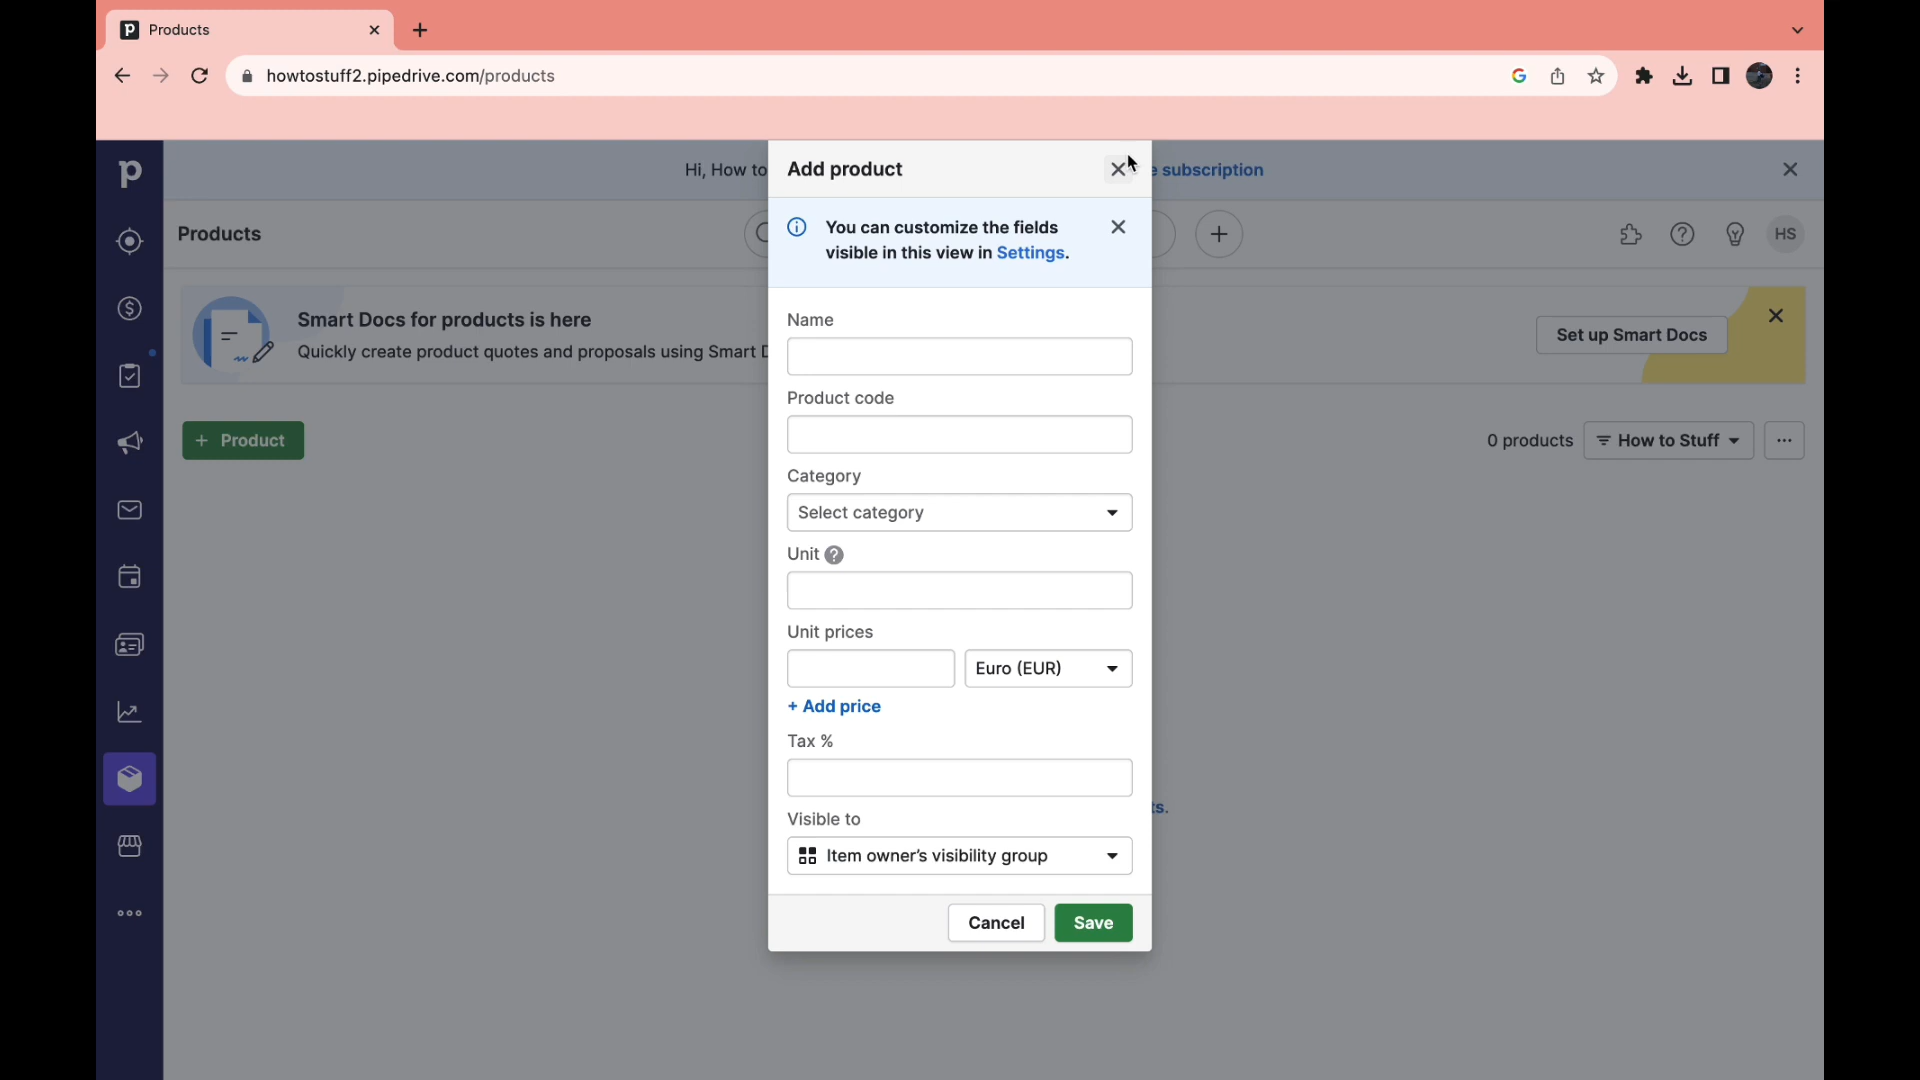 Products
howtostuff2.pipedrive.com/products
Hi, How to
e subscription
Add product
You can customize the fields
visible in this view in Settings.
Products
HS
Smart Docs for products is here
Quickly create product quotes and proposals using Smart D
Set up Smart Docs
+ Product
0 products
How to Stuff
Name
Product code
Category
Select category
Unit
Unit prices
Euro (EUR)
+ Add price
Tax %
ts.
Visible to
Item owner's visibility group
Cancel
Save